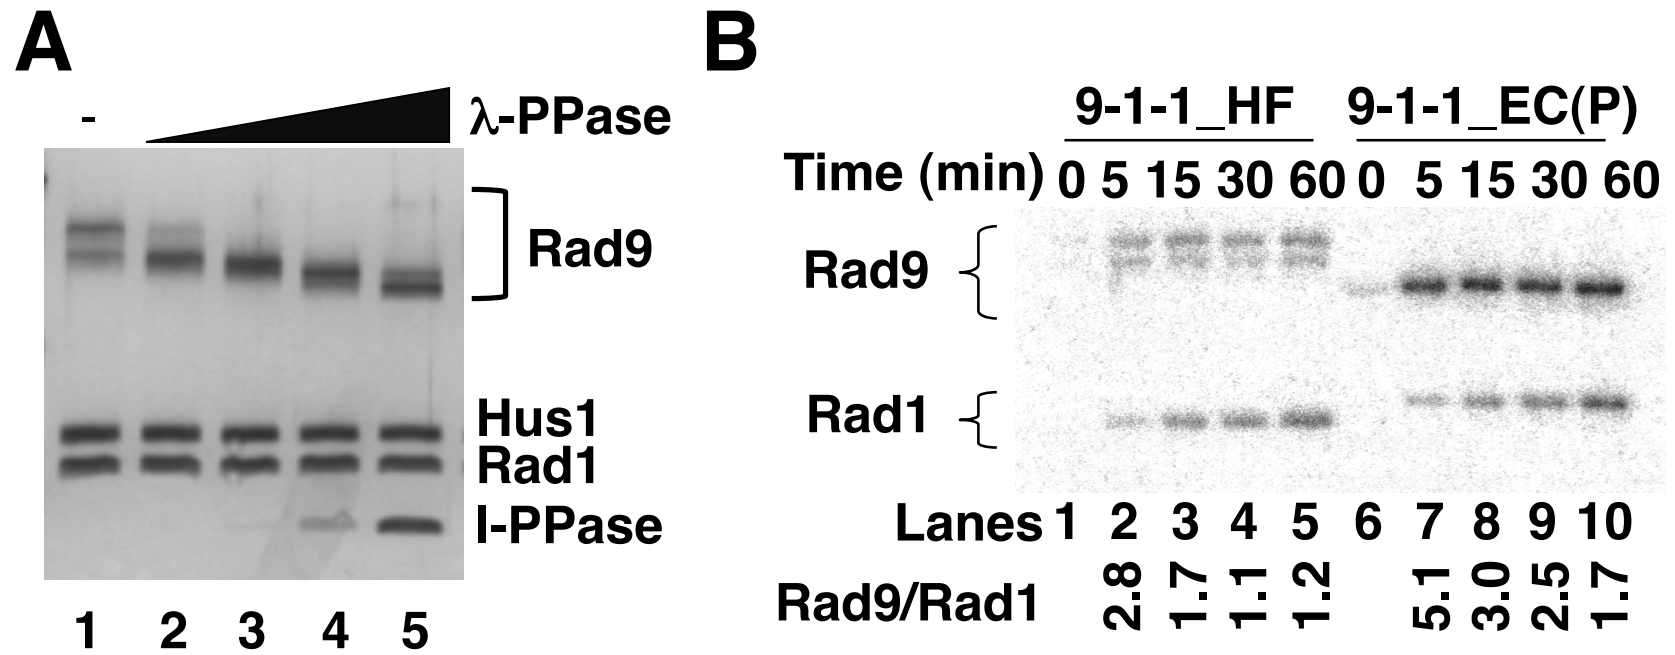 A
- λ-PPase
Rad9
Hus1
Rad1
l-PPase
1 2 3 4 5
B
9-1-1_HF 9-1-1_EC(P)
Time (min) 0 5 15 30 60 0 5 15 30 60
Rad9
Rad1
Lanes 1 2 3 4 5 6 7 8 9 10
Rad9/Rad1 2.8 1.7 1.1 1.2 5.1 3.0 2.5 1.7